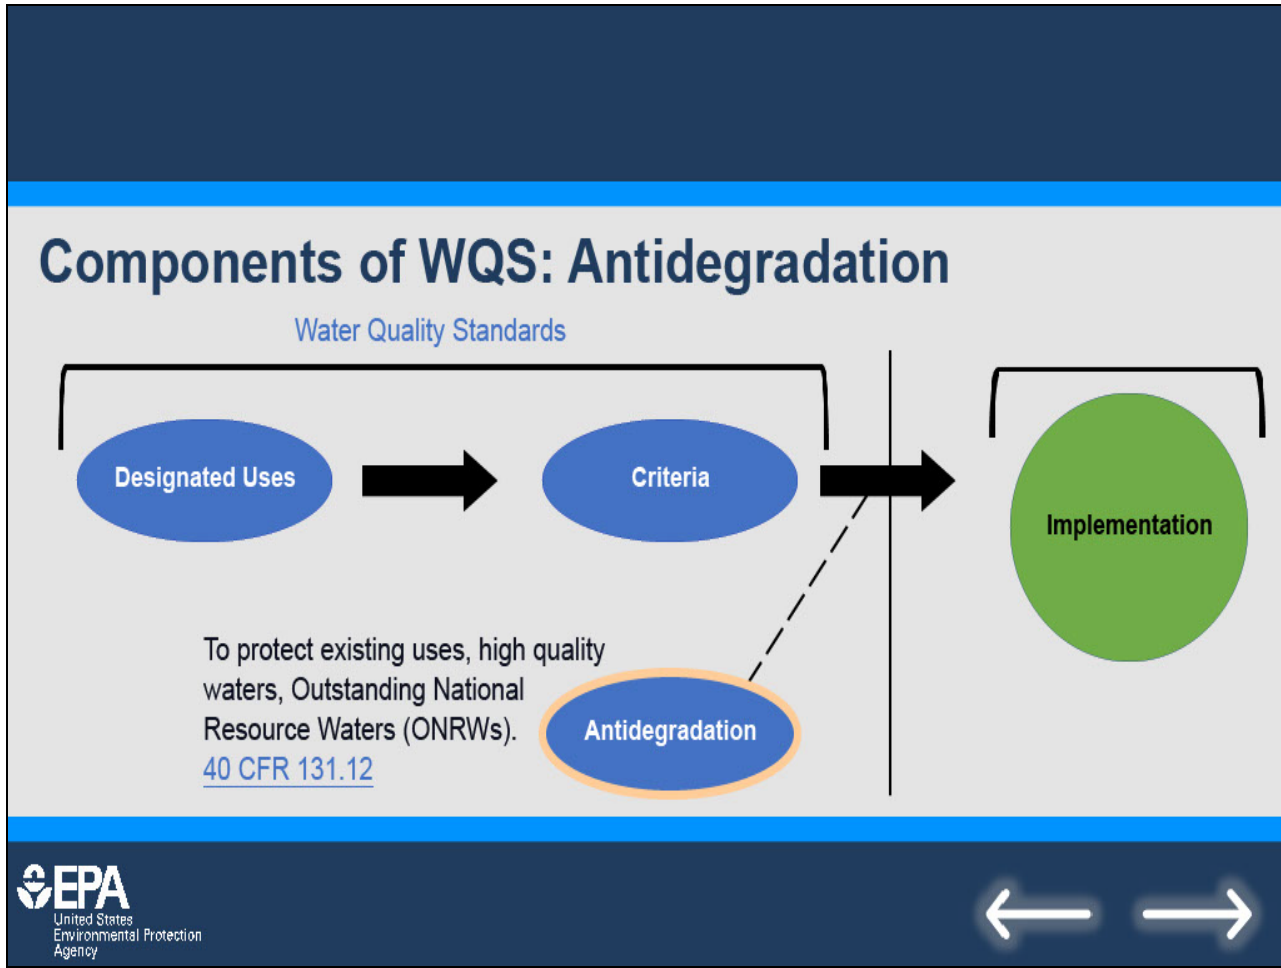 Components of WQS: Antidegradation
Water Quality Standards
Designated Uses
Criteria
Implementation
To protect existing uses, high quality
waters, Outstanding National
Resource Waters (ONRWs).
40 CFR 131.12
Antidegradation
EPA
United States
Environmental Protection
Agency